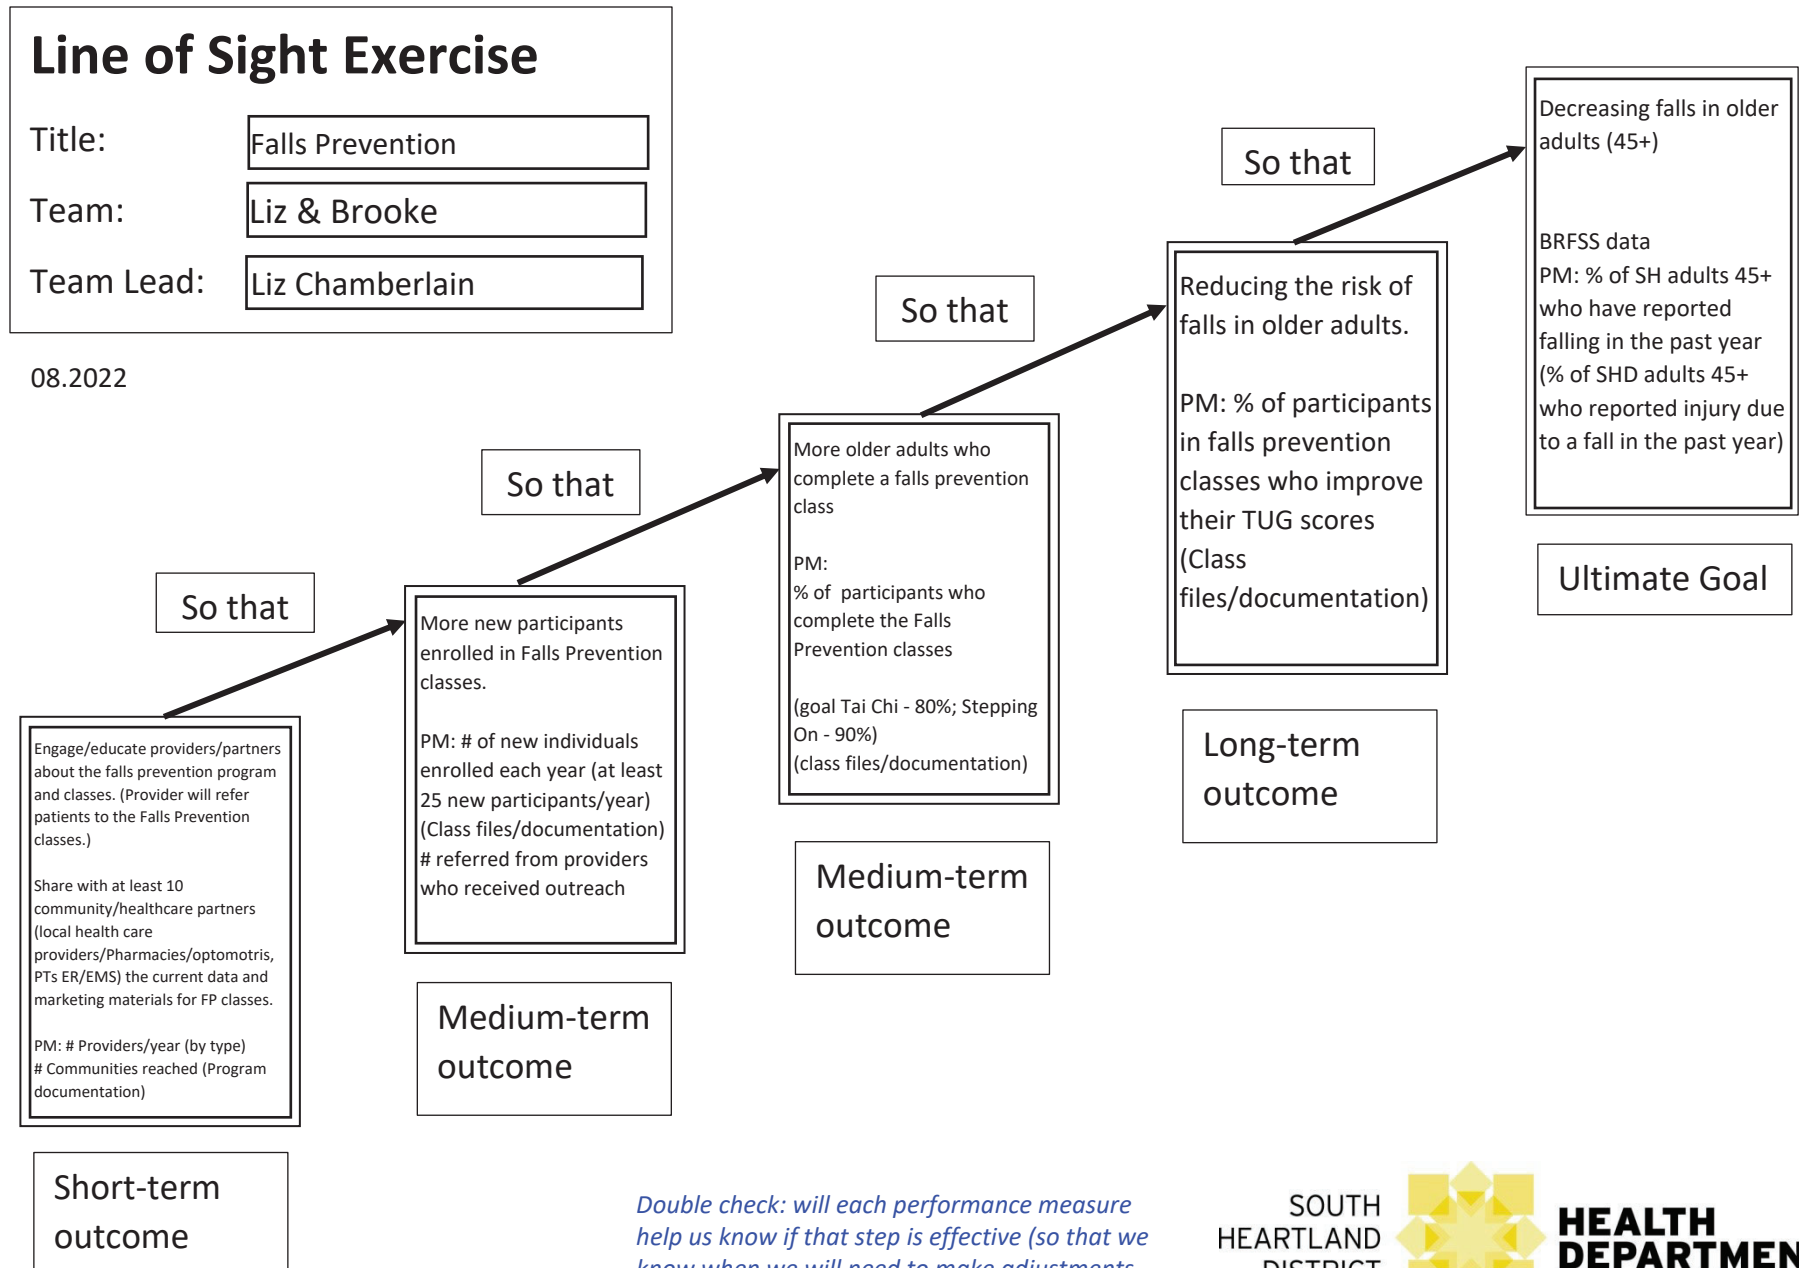 Line of Sight Exercise
Title:
Falls Prevention
Team:
Liz & Brooke
Team Lead:
Liz Chamberlain
08.2022
Engage/educate providers/partners
about the falls prevention program
and classes. (Provider will refer
patients to the Falls Prevention
classes.)
Share with at least 10
community/healthcare partners
(local health care
providers/Pharmacies/optomotris,
PTs ER/EMS) the current data and
marketing materials for FP classes.
PM: # Providers/year (by type)
# Communities reached (Program
documentation)
Short-term
outcome
So that
More new participants
enrolled in Falls Prevention
classes.
PM: # of new individuals
enrolled each year (at least
25 new participants/year)
(Class files/documentation)
# referred from providers
who received outreach
Medium-term
outcome
So that
More older adults who
complete a falls prevention
class
PM:
% of  participants who
complete the Falls
Prevention classes
(goal Tai Chi - 80%; Stepping
On - 90%)
(class files/documentation)
Medium-term
outcome
So that
Reducing the risk of
falls in older adults.
PM: % of participants
in falls prevention
classes who improve
their TUG scores
(Class
files/documentation)
Long-term
outcome
So that
Decreasing falls in older
adults (45+)
BRFSS data
PM: % of SH adults 45+
who have reported
falling in the past year
(% of SHD adults 45+
who reported injury due
to a fall in the past year)
Ultimate Goal
Double check: will each performance measure
help us know if that step is effective (so that we
know when we will need to make adjustments
SOUTH
HEARTLAND
DISTRICT
HEALTH
DEPARTMEN